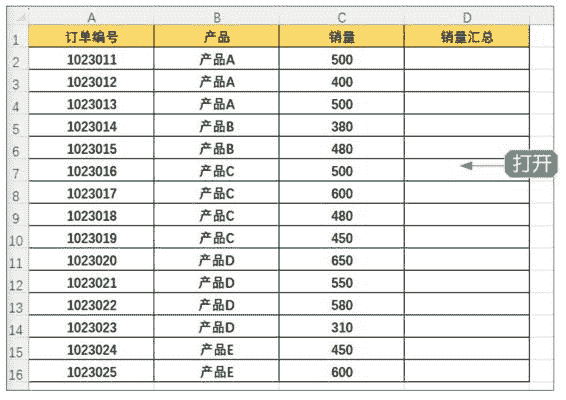 A B C D
1 订单编号 产品 销量 销量汇总
2 1023011 产品A 500
3 1023012 产品A 400
4 1023013 产品A 500
5 1023014 产品B 380
6 1023015 产品B 480
7 1023016 产品C 500 打开
8 1023017 产品C 600
9 1023018 产品C 480
10 1023019 产品C 450
11 1023020 产品D 650
12 1023021 产品D 550
13 1023022 产品D 580
14 1023023 产品D 310
15 1023024 产品E 450
16 1023025 产品E 600